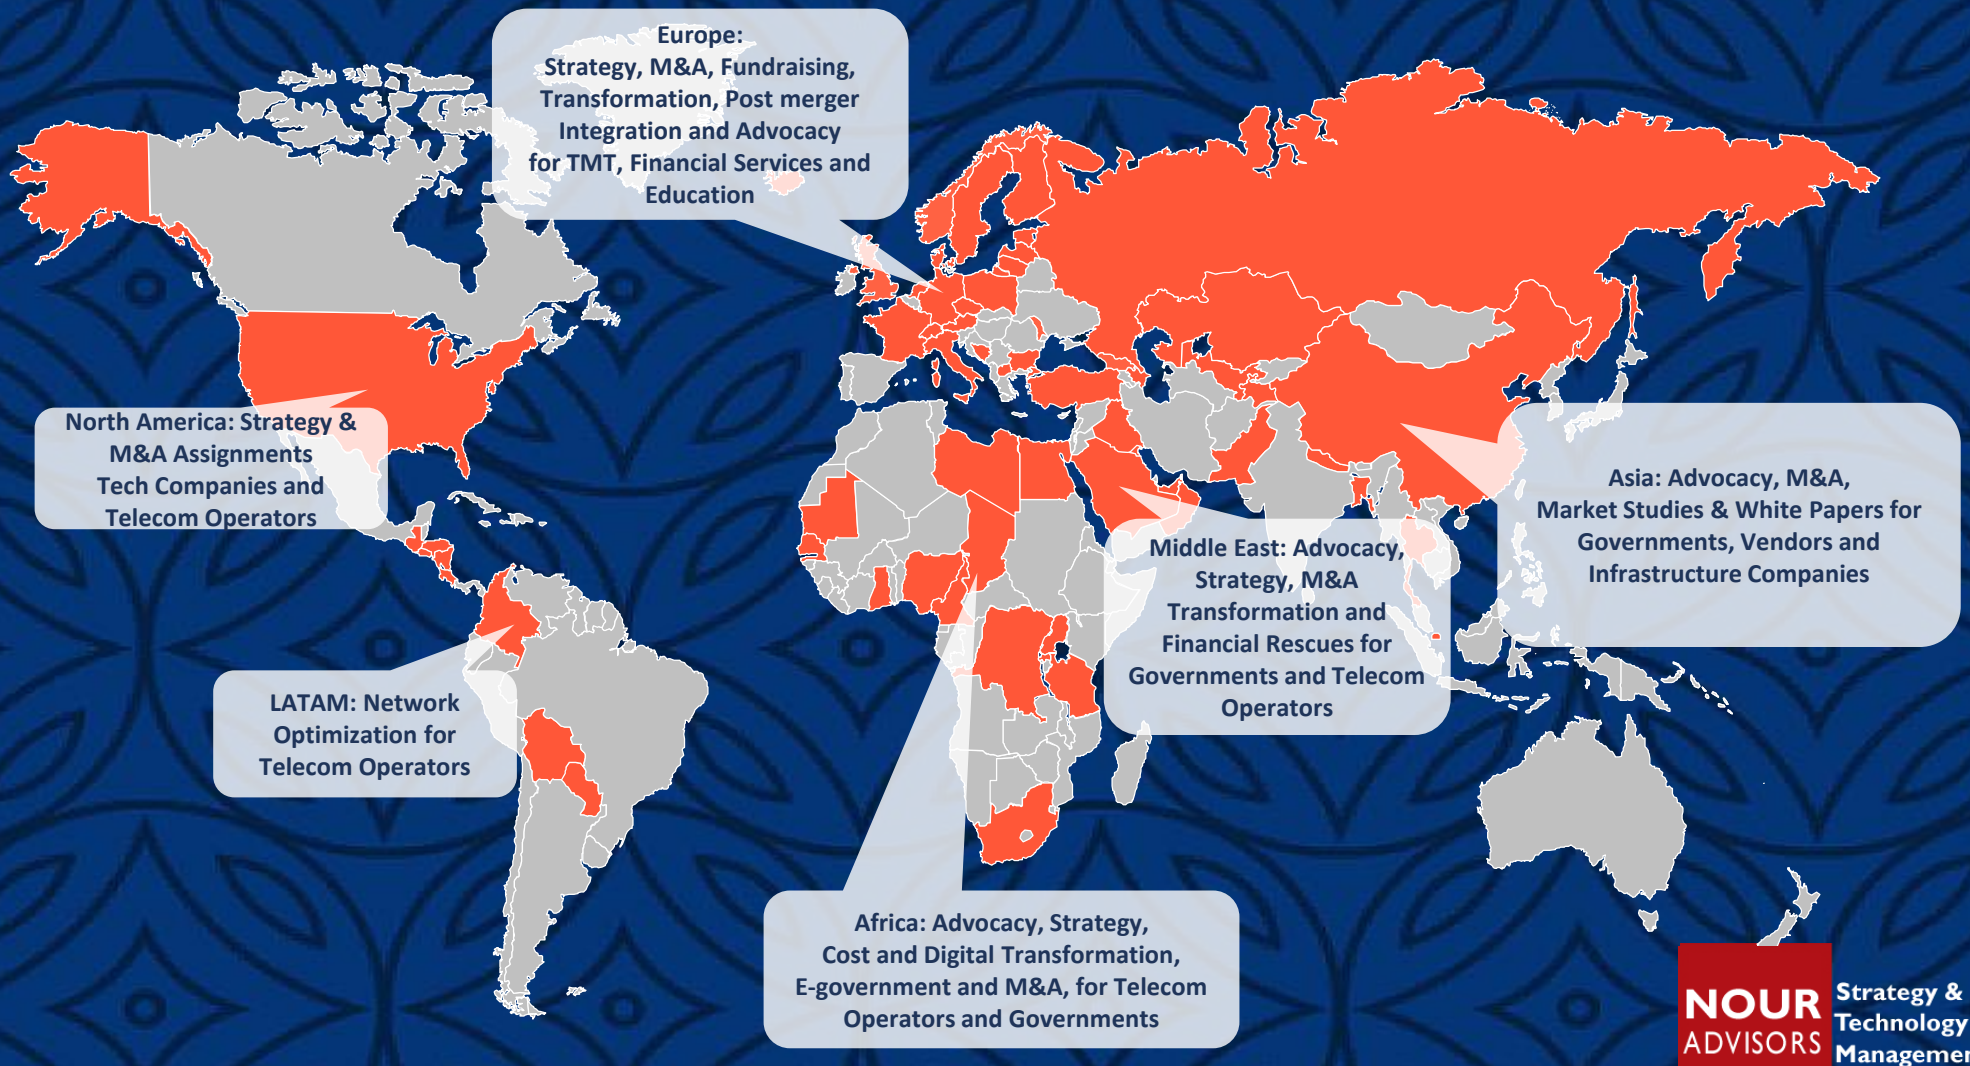 Europe:
Strategy, M&A, Fundraising,
Transformation, Post merger
Integration and Advocacy
for TMT, Financial Services and
Education
North America: Strategy &
M&A Assignments
Tech Companies and
Telecom Operators
Asia: Advocacy, M&A,
Market Studies & White Papers for
Governments, Vendors and
Infrastructure Companies
Middle East: Advocacy,
Strategy, M&A
Transformation and
Financial Rescues for
Governments and Telecom
Operators
LATAM: Network
Optimization for
Telecom Operators
Africa: Advocacy, Strategy,
Cost and Digital Transformation,
E-government and M&A, for Telecom
Operators and Governments
NOUR
ADVISORS
Strategy &
Technology
Managemen